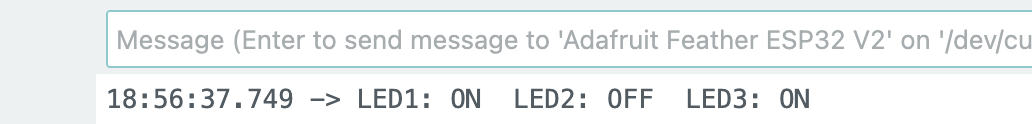 Message (Enter to send message to 'Adafruit Feather ESP32 V2' on '/dev/cu
18:56:37.749 -> LED1: ON  LED2: OFF  LED3: ON